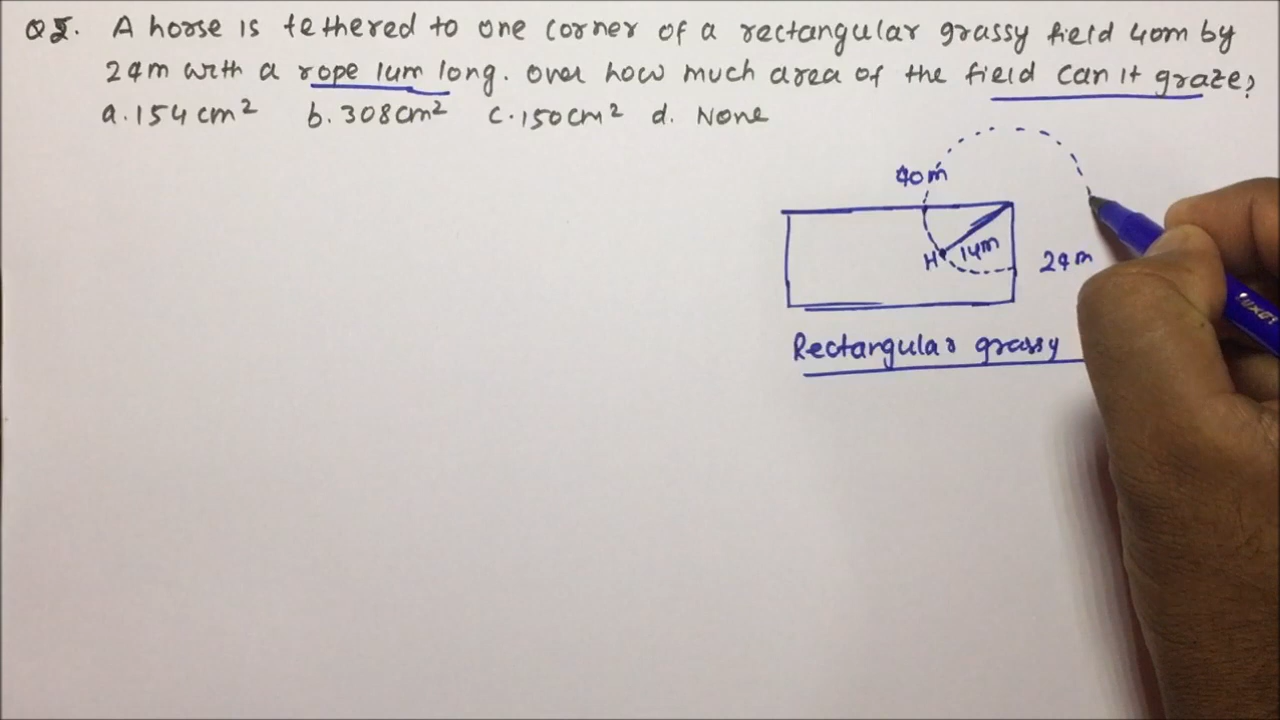 Q2. A horse is tethered to one corner of a rectangular grassy field 40m by
24m with a rope 14m long. Over how much area of the field can it graze?
a. 154 cm² b. 308 cm² c. 150 cm² d. None
40m
H 14m
24m
Rectangular grassy
Luxor